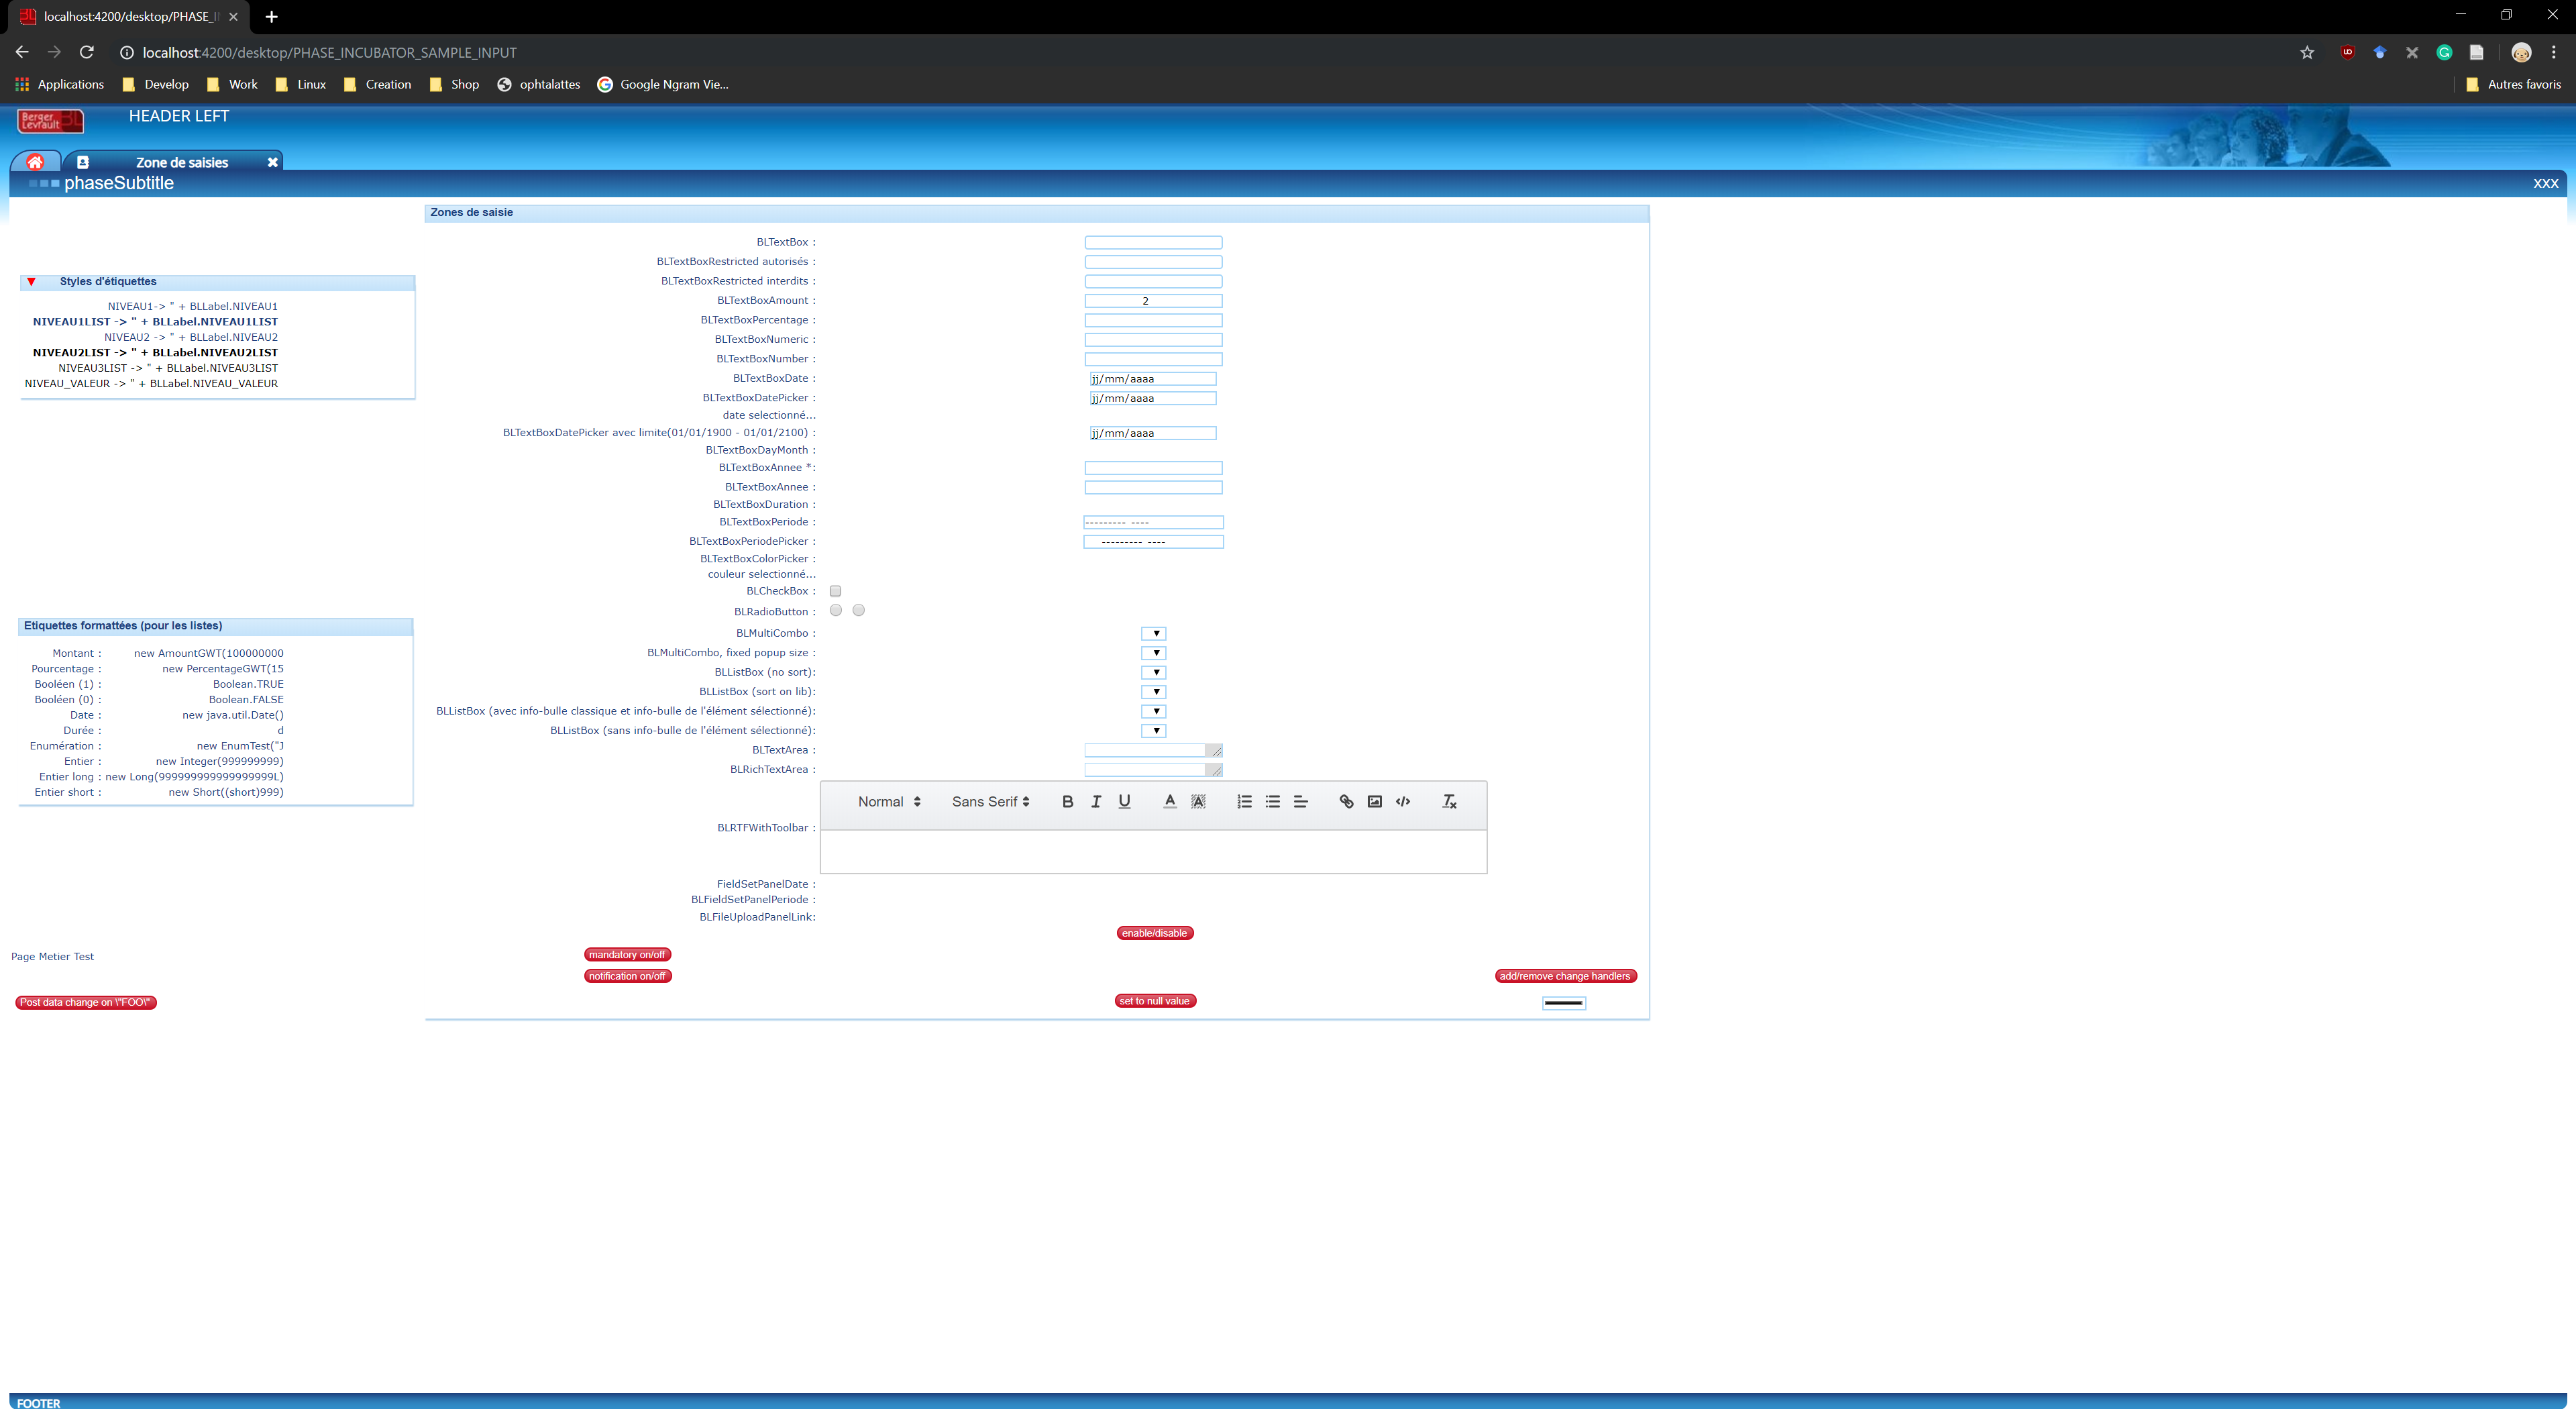 localhost:4200/desktop/PHASE_I
localhost:4200/desktop/PHASE_INCUBATOR_SAMPLE_INPUT
Applications Develop Work Linux Creation Shop ophtalattes Google Ngram Vie... Autres favoris
Berger Levrault BL
HEADER LEFT
Zone de saisies
phaseSubtitle
XXX
Styles d'étiquettes
NIVEAU1-> " + BLLabel.NIVEAU1
NIVEAU1LIST -> " + BLLabel.NIVEAU1LIST
NIVEAU2 -> " + BLLabel.NIVEAU2
NIVEAU2LIST -> " + BLLabel.NIVEAU2LIST
NIVEAU3LIST -> " + BLLabel.NIVEAU3LIST
NIVEAU_VALEUR -> " + BLLabel.NIVEAU_VALEUR
Etiquettes formattées (pour les listes)
Montant : new AmountGWT(100000000
Pourcentage : new PercentageGWT(15
Booléen (1) : Boolean.TRUE
Booléen (0) : Boolean.FALSE
Date : new java.util.Date()
Durée : d
Enumération : new EnumTest("J
Entier : new Integer(999999999)
Entier long : new Long(999999999999999999L)
Entier short : new Short((short)999)
Page Metier Test
Post data change on \"FOO\"
Zones de saisie
BLTextBox :
BLTextBoxRestricted autorisés :
BLTextBoxRestricted interdits :
BLTextBoxAmount : 2
BLTextBoxPercentage :
BLTextBoxNumeric :
BLTextBoxNumber :
BLTextBoxDate : jj/mm/aaaa
BLTextBoxDatePicker : jj/mm/aaaa
date selectionné...
BLTextBoxDatePicker avec limite(01/01/1900 - 01/01/2100) : jj/mm/aaaa
BLTextBoxDayMonth :
BLTextBoxAnnee *:
BLTextBoxAnnee :
BLTextBoxDuration :
BLTextBoxPeriode : --------- ----
BLTextBoxPeriodePicker : --------- ----
BLTextBoxColorPicker :
couleur selectionné...
BLCheckBox :
BLRadioButton :
BLMultiCombo :
BLMultiCombo, fixed popup size :
BLListBox (no sort):
BLListBox (sort on lib):
BLListBox (avec info-bulle classique et info-bulle de l'élément sélectionné):
BLListBox (sans info-bulle de l'élément sélectionné):
BLTextArea :
BLRichTextArea :
Normal Sans Serif B I U A A
BLRTFWithToolbar :
FieldSetPanelDate :
BLFieldSetPanelPeriode :
BLFileUploadPanelLink:
enable/disable
mandatory on/off
notification on/off add/remove change handlers
set to null value
FOOTER